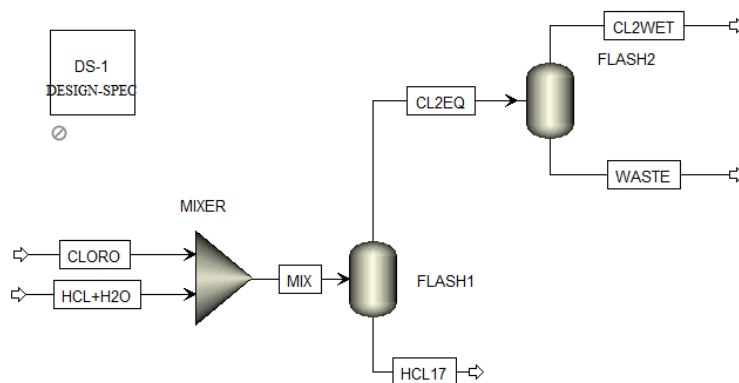 CL2WET
FLASH2
DS-1
DESIGN-SPEC
CL2EQ
WASTE
MIXER
CLORO
MIX
HCL+H2O
FLASH1
HCL17